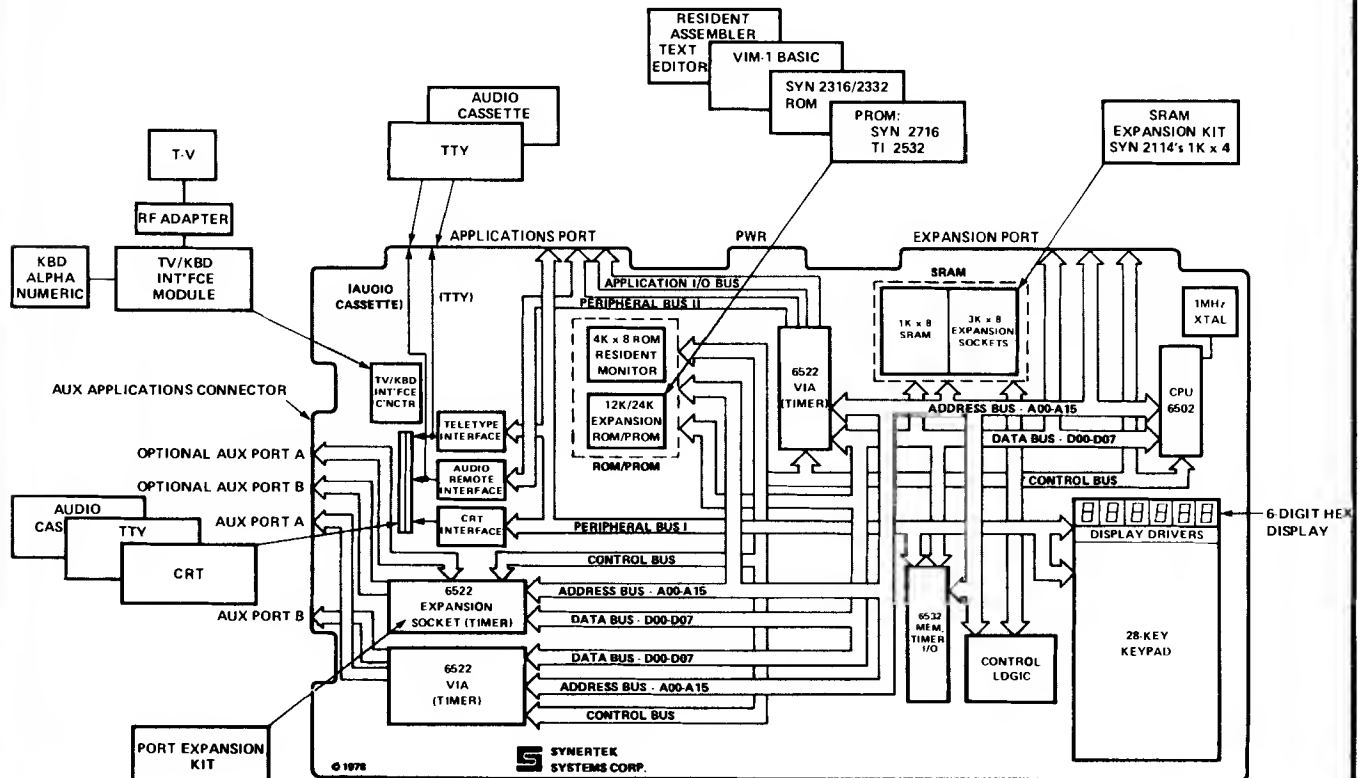 RESIDENT
ASSEMBLER
TEXT
EDITOR
VIM-1 BASIC
SYN 2316/2332
ROM
PROM:
SYN 2716
TI 2532
AUDIO
CASSETTE
TTY
SRAM
EXPANSION KIT
SYN 2114's 1K x 4
T-V
RF ADAPTER
KBD
ALPHA
NUMERIC
TV/KBD
INT'FCE
MODULE
APPLICATIONS PORT
PWR
EXPANSION PORT
(AUDIO
CASSETTE)
(TTY)
APPLICATION I/O BUS
PERIPHERAL BUS II
SRAM
1K x 8
SRAM
3K x 8
EXPANSION
SOCKETS
1MHz
XTAL
4K x 8 ROM
RESIDENT
MONITOR
12K/24K
EXPANSION
ROM/PROM
ROM/PROM
6522
VIA
(TIMER)
CPU
6502
TV/KBD
INT'FCE
C'NCTR
AUX APPLICATIONS CONNECTOR
ADDRESS BUS - A00-A15
DATA BUS - D00-D07
CONTROL BUS
TELETYPE
INTERFACE
AUDIO
REMOTE
INTERFACE
CRT
INTERFACE
OPTIONAL AUX PORT A
OPTIONAL AUX PORT B
AUX PORT A
AUX PORT B
AUDIO
CAS
TTY
CRT
PERIPHERAL BUS I
CONTROL BUS
6-DIGIT HEX
DISPLAY
888888
DISPLAY DRIVERS
28-KEY
KEYPAD
6522
EXPANSION
SOCKET (TIMER)
ADDRESS BUS - A00-A15
DATA BUS - D00-D07
6532
MEM,
TIMER
I/O
CONTROL
LOGIC
6522
VIA
(TIMER)
DATA BUS - D00-D07
ADDRESS BUS - A00-A15
CONTROL BUS
PORT EXPANSION
KIT
© 1978
S
SYNERTEK
SYSTEMS CORP.